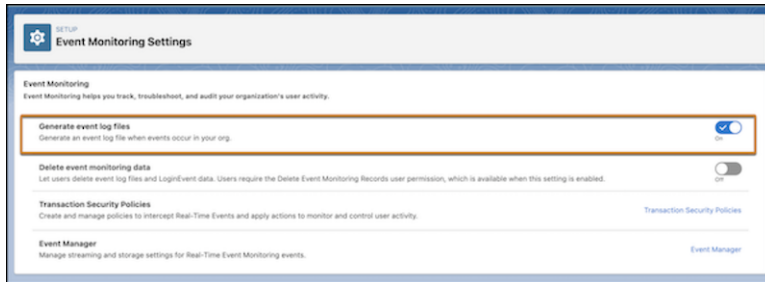 SETUP
Event Monitoring Settings
Event Monitoring
Event Monitoring helps you track, troubleshoot, and audit your organization's user activity.
Generate event log files
Generate an event log file when events occur in your org.
On
Delete event monitoring data
Let users delete event log files and LoginEvent data. Users require the Delete Event Monitoring Records user permission, which is available when this setting is enabled.
Off
Transaction Security Policies
Create and manage policies to intercept Real-Time Events and apply actions to monitor and control user activity.
Transaction Security Policies
Event Manager
Manage streaming and storage settings for Real-Time Event Monitoring events.
Event Manager